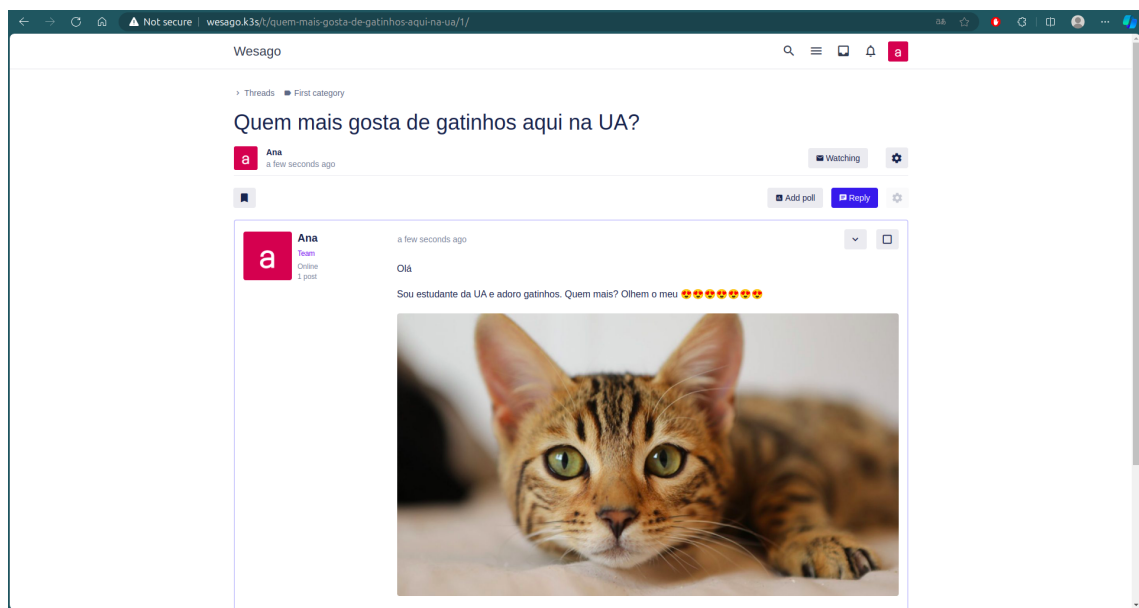 Not secure wesago.k3s/t/quem-mais-gosta-de-gatinhos-aqui-na-ua/1/
Wesago
a
Threads First category
Quem mais gosta de gatinhos aqui na UA?
a
Ana
a few seconds ago
Watching
Add poll
Reply
a
Ana
Team
Online
1 post
a few seconds ago
Olá
Sou estudante da UA e adoro gatinhos. Quem mais? Olhem o meu 😍😍😍😍😍😍😍